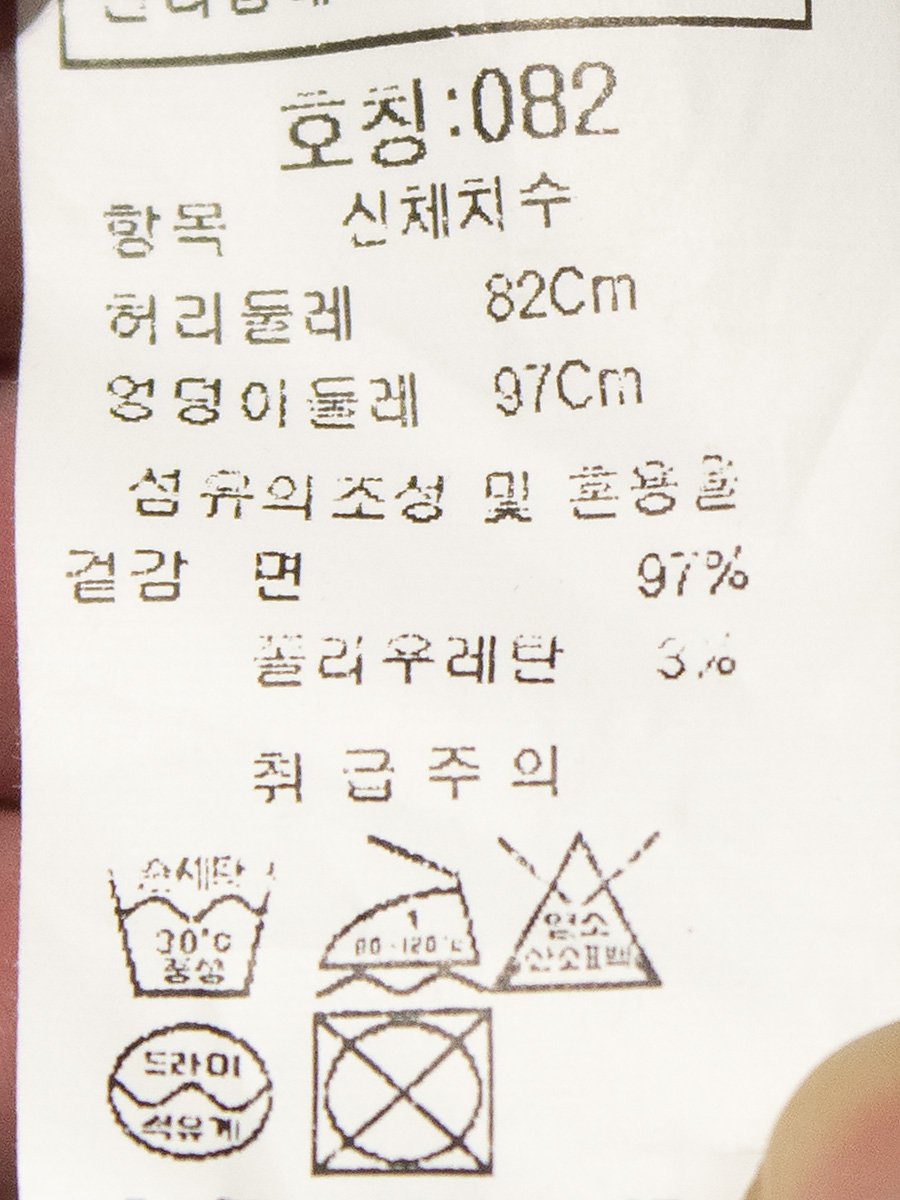 호칭:082
항목 신체치수
허리둘레 82Cm
엉덩이둘레 97Cm
섬유의조성 및 혼용율
겉감 면 97%
폴리우레탄 3%
취급주의
손세탁
30°C
중성
1
80-120°C
염소
산소표백
드라이
석유계